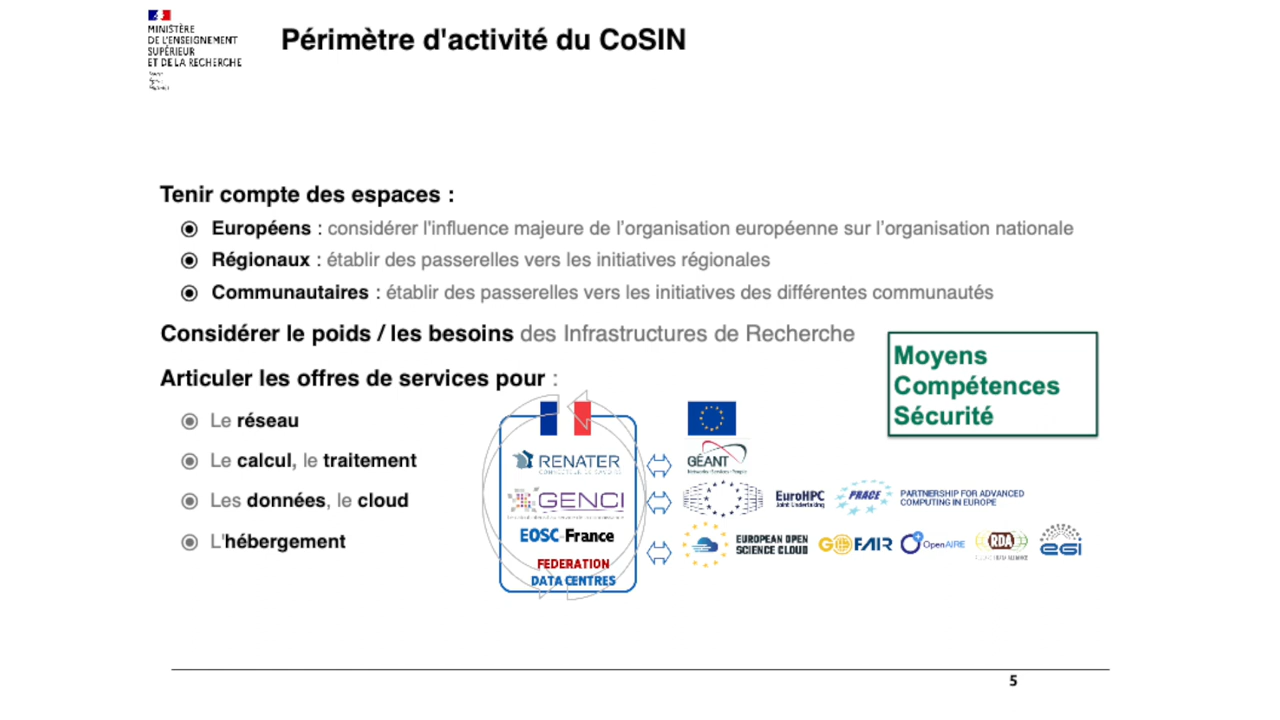 MINISTÈRE
DE L'ENSEIGNEMENT
SUPÉRIEUR
ET DE LA RECHERCHE
Périmètre d'activité du CoSIN
Tenir compte des espaces :
Européens : considérer l'influence majeure de l'organisation européenne sur l'organisation nationale
Régionaux : établir des passerelles vers les initiatives régionales
Communautaires : établir des passerelles vers les initiatives des différentes communautés
Considérer le poids / les besoins des Infrastructures de Recherche
Moyens
Compétences
Sécurité
Articuler les offres de services pour :
Le réseau
Le calcul, le traitement
Les données, le cloud
L'hébergement
RENATER
GENCI
EOSC-France
FEDERATION
DATA CENTRES
GÉANT
Networks·Services·People
EuroHPC
Joint Undertaking
PRACE
PARTNERSHIP FOR ADVANCED
COMPUTING IN EUROPE
EUROPEAN OPEN
SCIENCE CLOUD
GO FAIR
OpenAIRE
RDA
egi
5